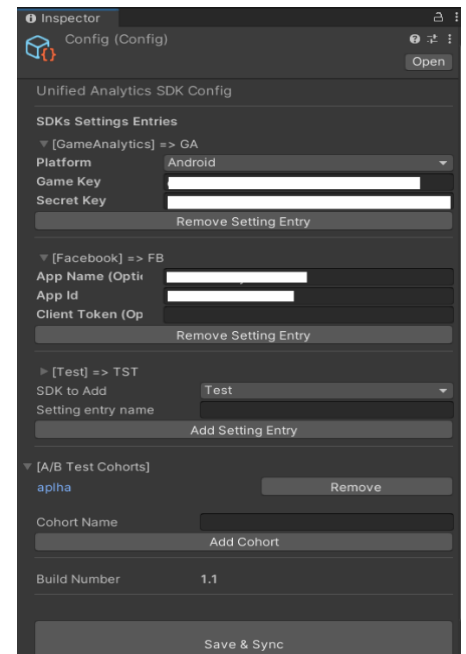 Inspector
Config (Config)
Open
Unified Analytics SDK Config
SDKs Settings Entries
[GameAnalytics] => GA
Platform Android
Game Key
Secret Key
Remove Setting Entry
[Facebook] => FB
App Name (Optic
App Id
Client Token (Op
Remove Setting Entry
[Test] => TST
SDK to Add Test
Setting entry name
Add Setting Entry
[A/B Test Cohorts]
aplha Remove
Cohort Name
Add Cohort
Build Number 1.1
Save & Sync